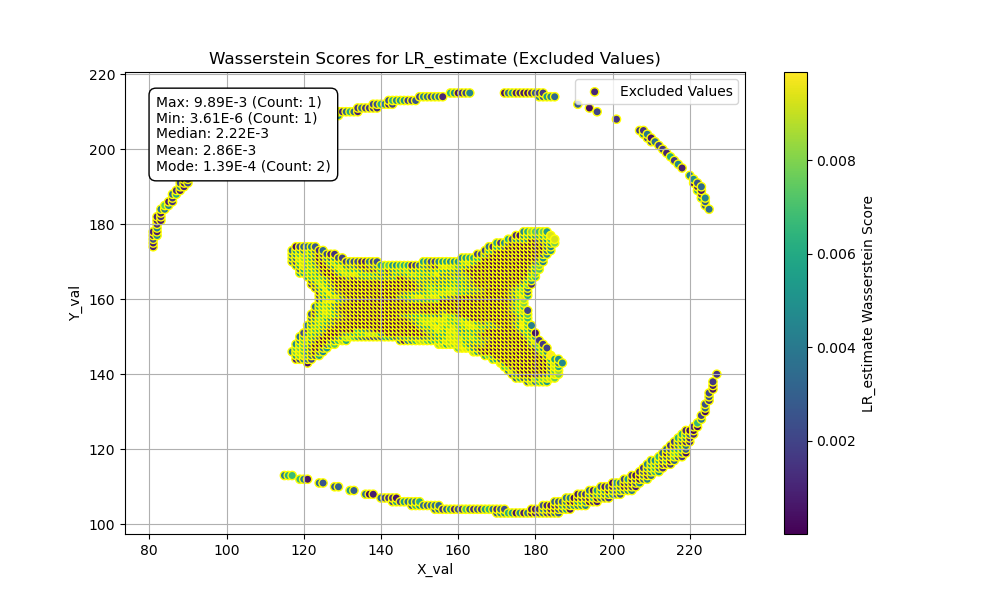 Wasserstein Scores for LR_estimate (Excluded Values)
Max: 9.89E-3 (Count: 1)
Min: 3.61E-6 (Count: 1)
Median: 2.22E-3
Mean: 2.86E-3
Mode: 1.39E-4 (Count: 2)
Excluded Values
220
200
180
160
140
120
100
Y_val
80 100 120 140 160 180 200 220
X_val
0.008
0.006
0.004
0.002
LR_estimate Wasserstein Score